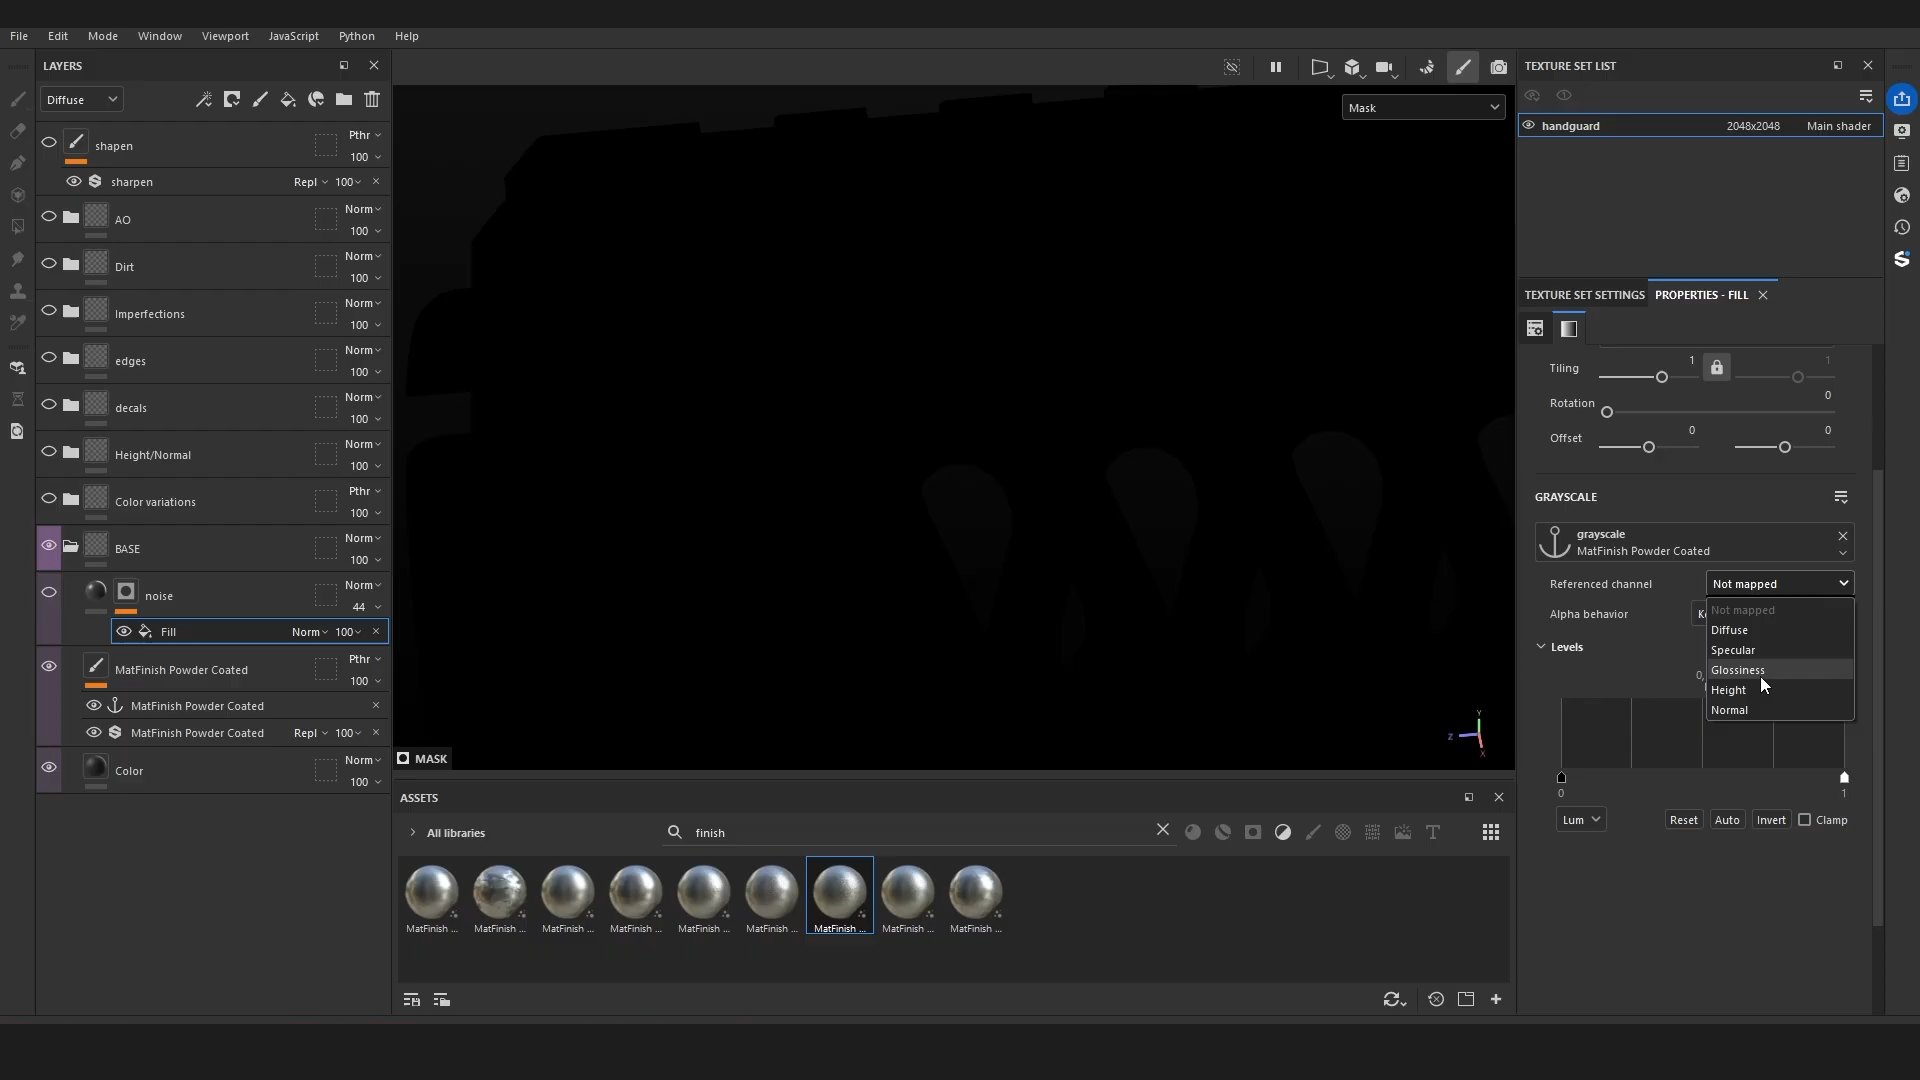 File Edit Mode Window Viewport JavaScript Python Help
LAYERS
Diffuse
shapen
Pthr
100
sharpen Repl 100
AO
Norm
100
Dirt
Norm
100
Imperfections
Norm
100
edges
Norm
100
decals
Norm
100
Height/Normal
Norm
100
Color variations
Pthr
100
BASE
Norm
100
noise
Norm
44
Fill Norm 100
MatFinish Powder Coated
Pthr
100
MatFinish Powder Coated
MatFinish Powder Coated Repl 100
Color
Norm
100
Mask
Y
Z
X
MASK
ASSETS
All libraries
finish
MatFinish ... MatFinish ... MatFinish ... MatFinish ... MatFinish ... MatFinish ... MatFinish ... MatFinish ... MatFinish ...
TEXTURE SET LIST
handguard 2048x2048 Main shader
TEXTURE SET SETTINGS PROPERTIES - FILL
Tiling 1 1
Rotation 0
Offset 0 0
GRAYSCALE
grayscale
MatFinish Powder Coated
Referenced channel Not mapped
Alpha behavior
Not mapped
Diffuse
Specular
Glossiness
Height
Normal
Levels
0 1
Lum Reset Auto Invert Clamp